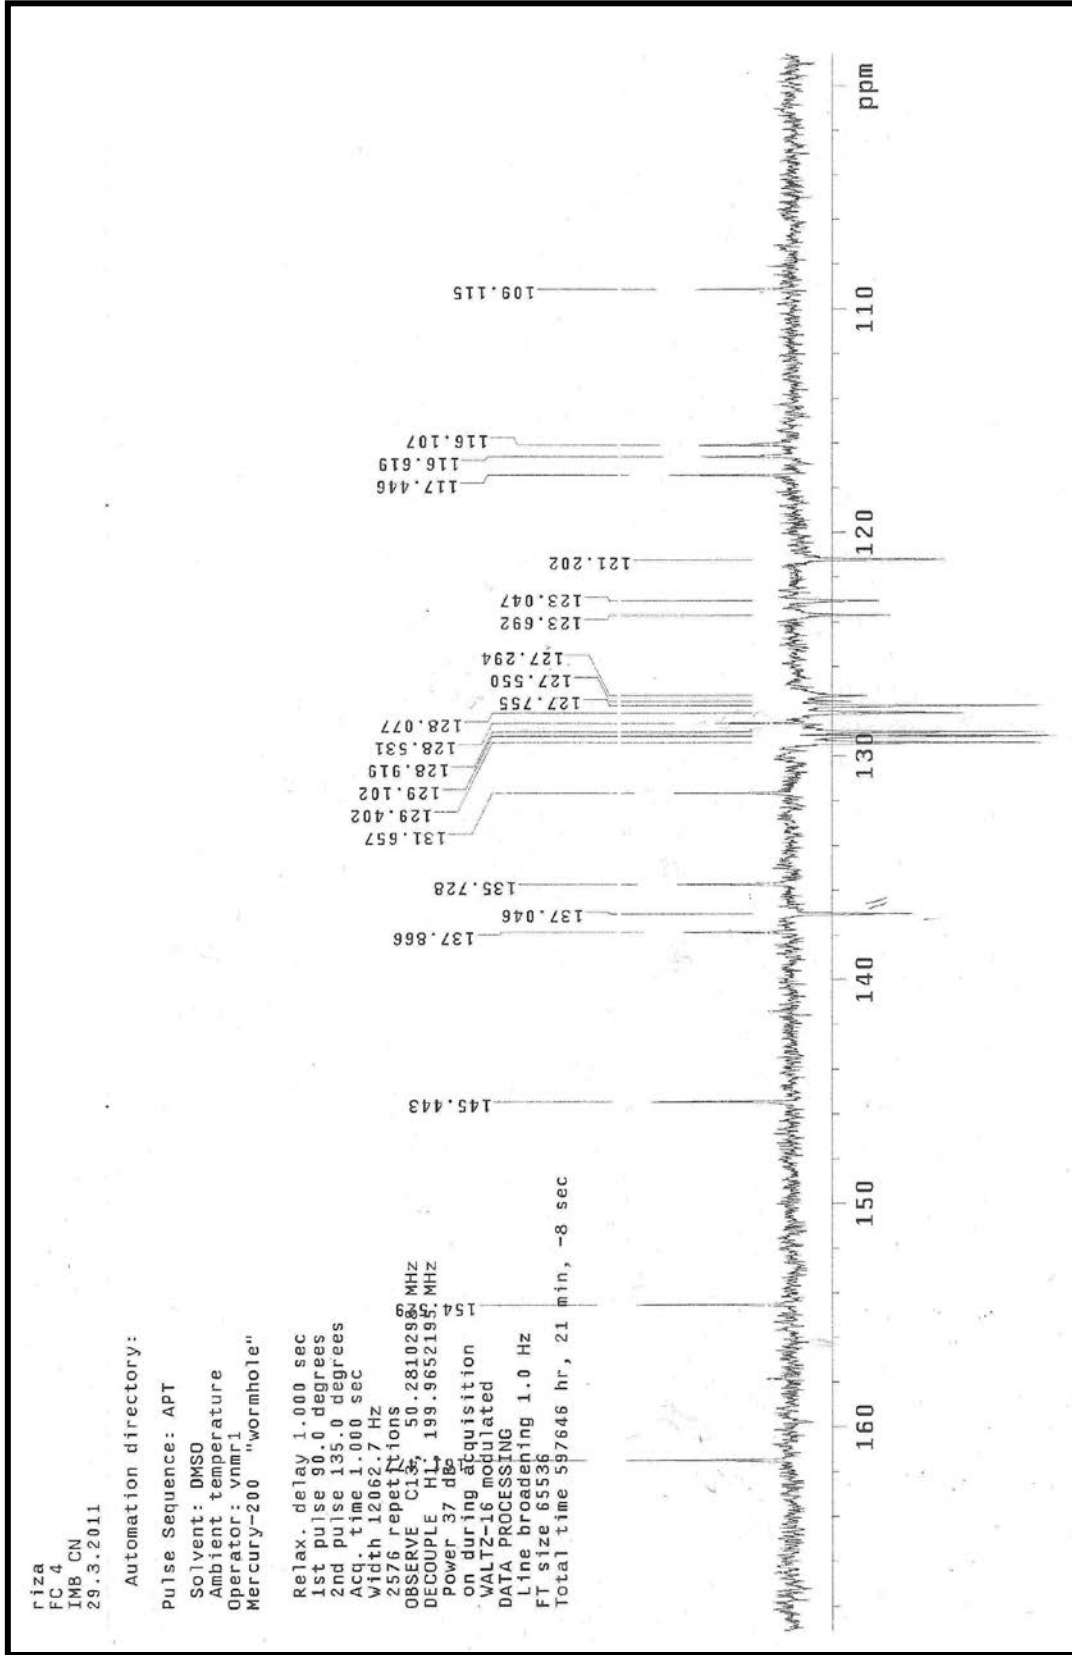 riza
FC 4
IMB CN
29.3.2011
Automation directory:
Pulse Sequence: APT
Solvent: DMSO
Ambient temperature
Operator: vnmr1
Mercury-200 "wormhole"
Relax. delay 1.000 sec
1st pulse 90.0 degrees
2nd pulse 135.0 degrees
Acq. time 1.000 sec
Width 12062.7 Hz
2576 repetitions
OBSERVE C13, 50.2810298 MHz
DECOUPLE H1, 199.9652195 MHz
Power 37 dB
on during acquisition
WALTZ-16 modulated
DATA PROCESSING
Line broadening 1.0 Hz
FT size 65536
Total time 597646 hr, 21 min, -8 sec
154.529
145.443
137.866
137.046
135.728
131.657
129.402
129.102
128.919
128.531
128.077
127.755
127.550
127.294
123.692
123.047
121.202
117.446
116.619
116.107
109.115
160
150
140
130
120
110
ppm